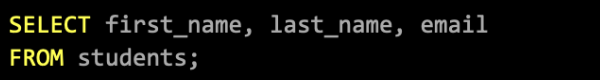 SELECT first_name, last_name, email
FROM students;